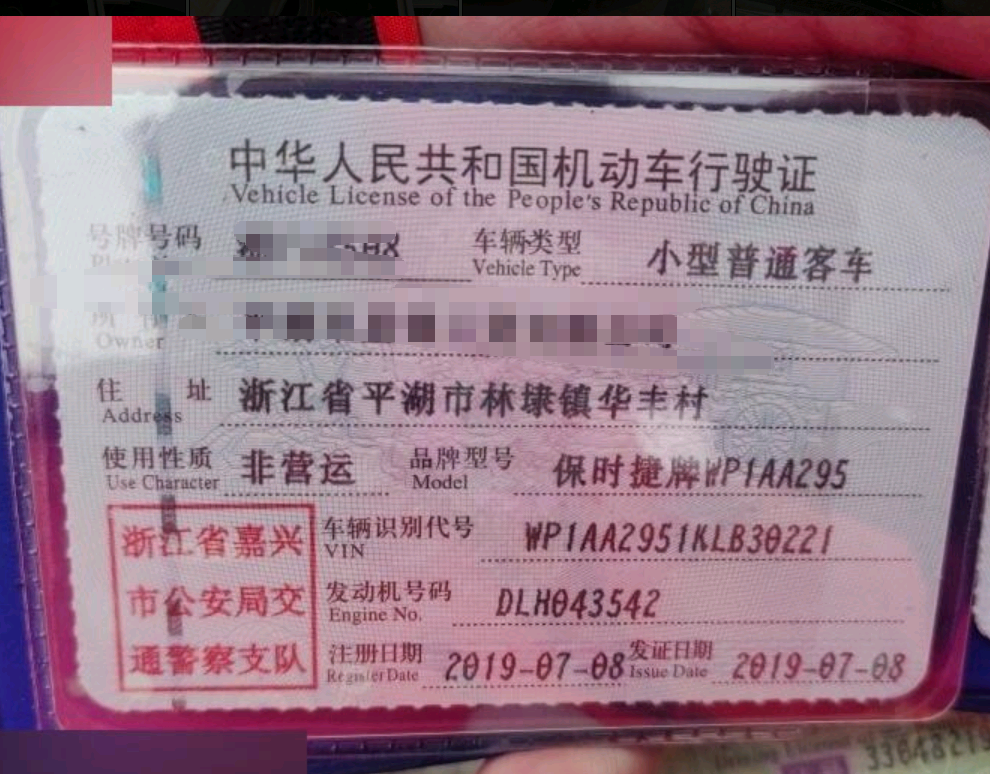 中华人民共和国机动车行驶证
Vehicle License of the People's Republic of China
号牌号码 车辆类型 小型普通客车
Vehicle Type
Owner
住 址 浙江省平湖市林埭镇华丰村
Address
使用性质 非营运 品牌型号 保时捷牌WP1AA295
Use Character Model
浙江省嘉兴 车辆识别代号 WP1AA2951KLB30221
VIN
市公安局交 发动机号码 DLH043542
Engine No.
通警察支队 注册日期 2019-07-08 发证日期 2019-07-08
Register Date Issue Date